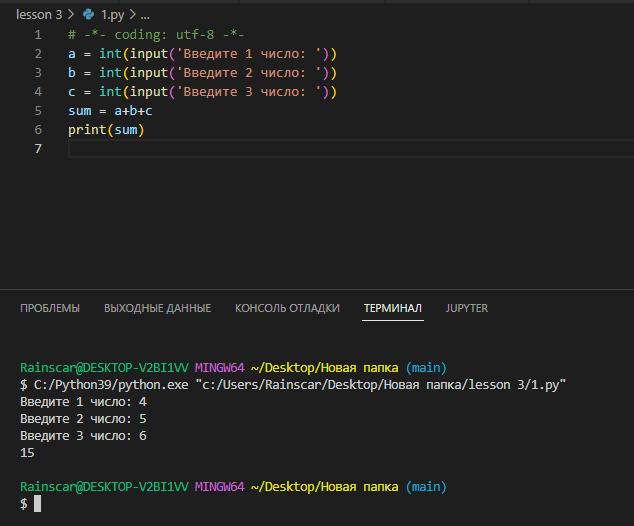 lesson 3 > 1.py > ...
1 # -*- coding: utf-8 -*-
2 a = int(input('Введите 1 число: '))
3 b = int(input('Введите 2 число: '))
4 c = int(input('Введите 3 число: '))
5 sum = a+b+c
6 print(sum)
7
ПРОБЛЕМЫ ВЫХОДНЫЕ ДАННЫЕ КОНСОЛЬ ОТЛАДКИ ТЕРМИНАЛ JUPYTER
Rainscar@DESKTOP-V2BI1VV MINGW64 ~/Desktop/Новая папка (main)
$ C:/Python39/python.exe "c:/Users/Rainscar/Desktop/Новая папка/lesson 3/1.py"
Введите 1 число: 4
Введите 2 число: 5
Введите 3 число: 6
15
Rainscar@DESKTOP-V2BI1VV MINGW64 ~/Desktop/Новая папка (main)
$